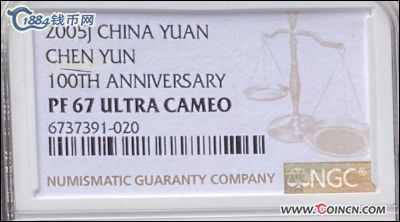 1884钱币网
2005J CHINA YUAN
CHEN YUN
100TH ANNIVERSARY
PF 67 ULTRA CAMEO
6737391-020
NUMISMATIC GUARANTY COMPANY
NGC®
www.COINCN.com